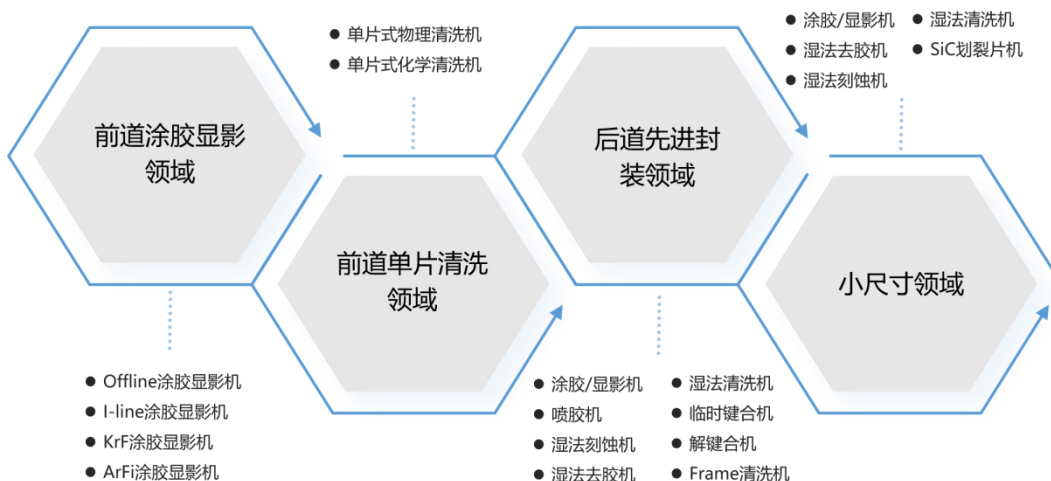 前道涂胶显影
领域
● Offline涂胶显影机
● I-line涂胶显影机
● KrF涂胶显影机
● ArFi涂胶显影机
● 单片式物理清洗机
● 单片式化学清洗机
前道单片清洗
领域
后道先进封
装领域
● 涂胶/显影机
● 喷胶机
● 湿法刻蚀机
● 湿法去胶机
● 湿法清洗机
● 临时键合机
● 解键合机
● Frame清洗机
● 涂胶/显影机
● 湿法去胶机
● 湿法刻蚀机
● 湿法清洗机
● SiC划裂片机
小尺寸领域